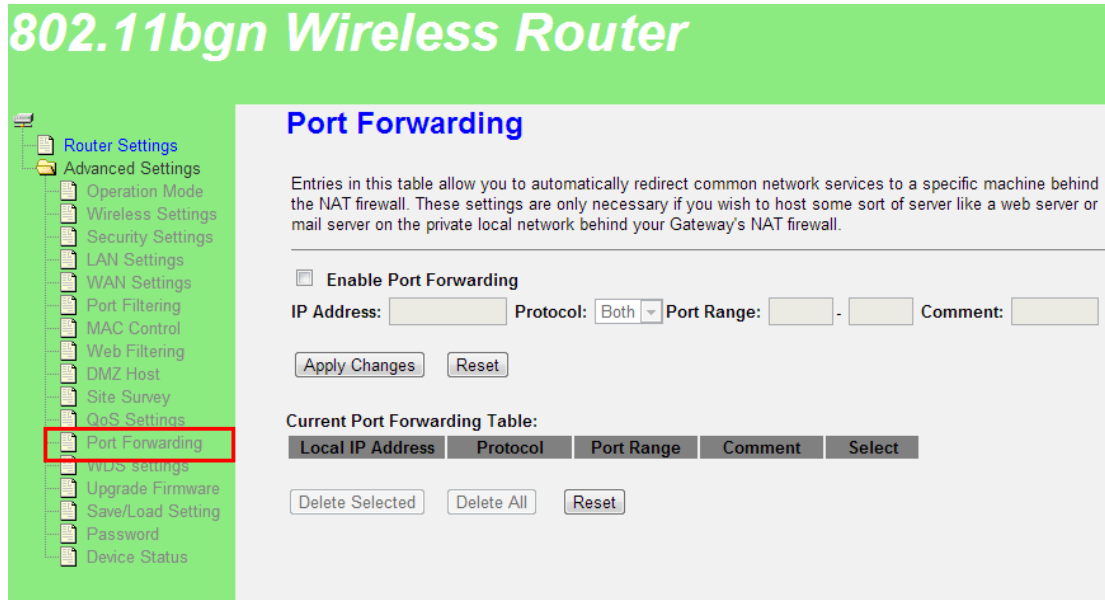 802.11bgn Wireless Router
Router Settings
Advanced Settings
Operation Mode
Wireless Settings
Security Settings
LAN Settings
WAN Settings
Port Filtering
MAC Control
Web Filtering
DMZ Host
Site Survey
QoS Settings
Port Forwarding
WDS settings
Upgrade Firmware
Save/Load Setting
Password
Device Status
Port Forwarding
Entries in this table allow you to automatically redirect common network services to a specific machine behind
the NAT firewall. These settings are only necessary if you wish to host some sort of server like a web server or
mail server on the private local network behind your Gateway's NAT firewall.
Enable Port Forwarding
IP Address: Protocol: Both Port Range: - Comment:
Apply Changes Reset
Current Port Forwarding Table:
Local IP Address Protocol Port Range Comment Select
Delete Selected Delete All Reset